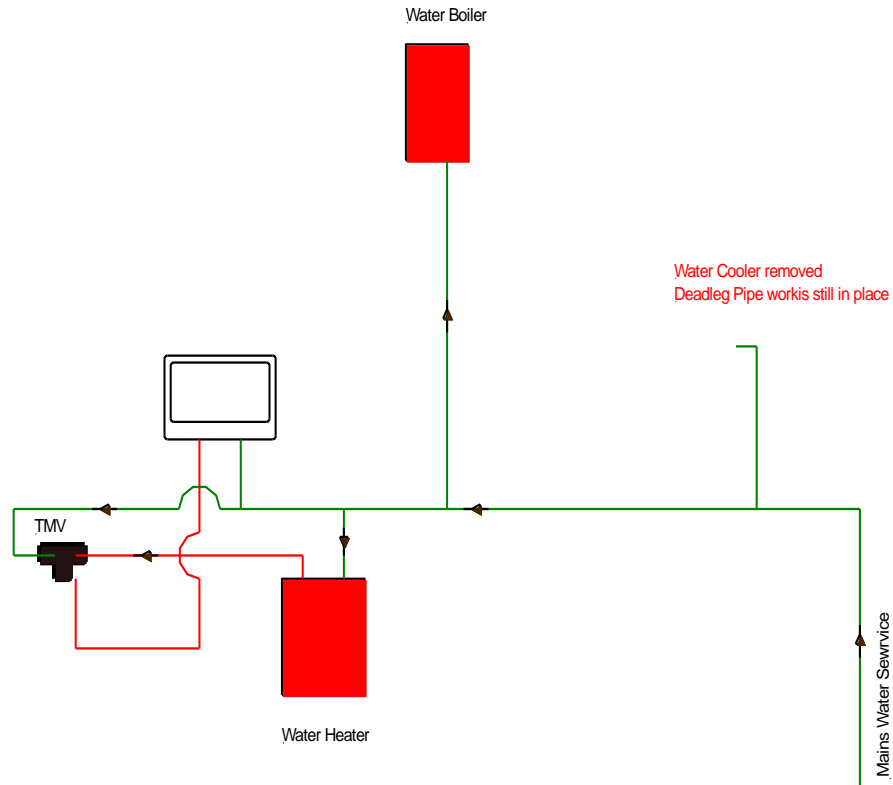 Water Boiler
Water Cooler removed
Deadleg Pipe workis still in place
TMV
Water Heater
Mains Water Sewrvice